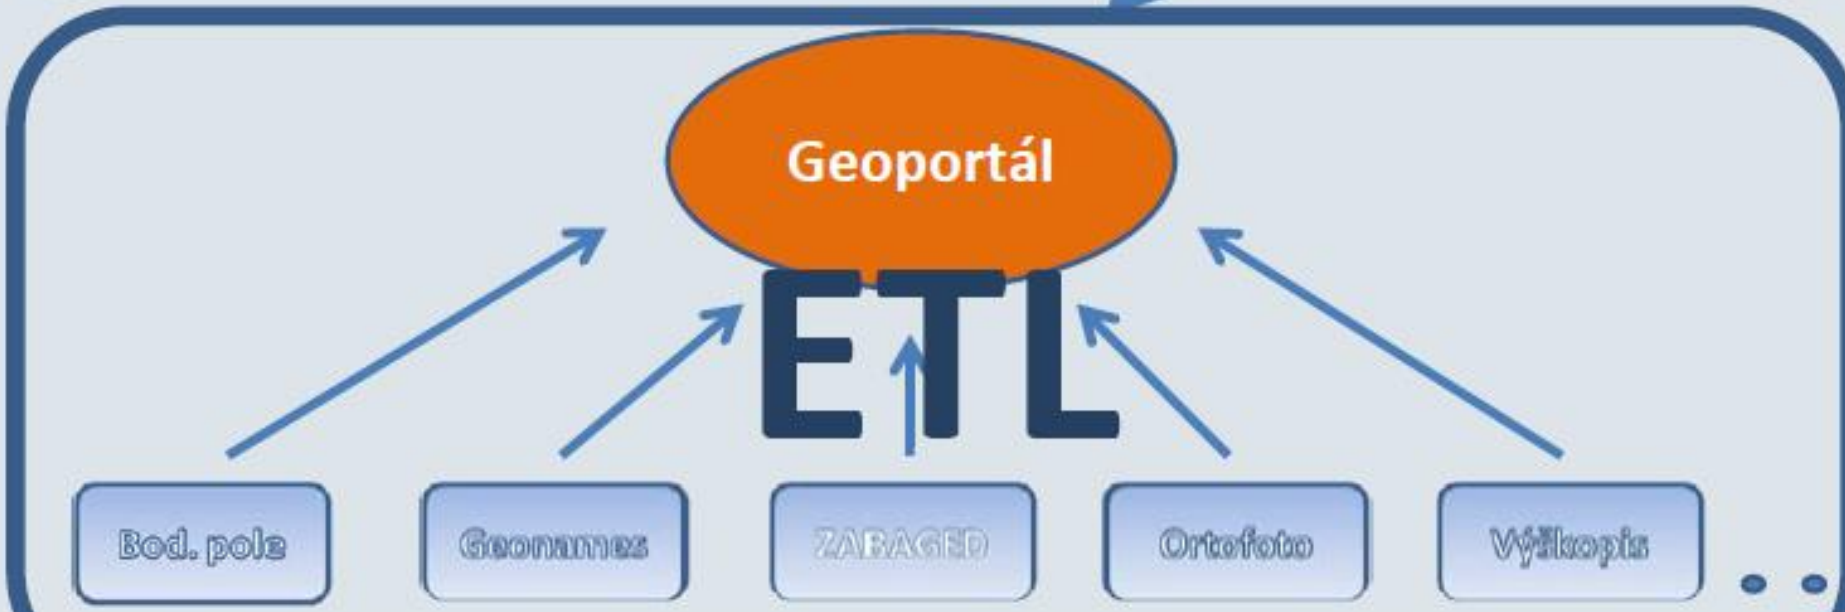 Geoportál
ETL
Bod. pole
Geonames
ZABAGED
Ortofoto
Výškopis
..